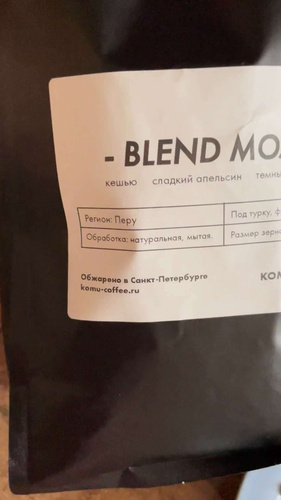 - BLEND MO
кешью сладкий апельсин темны
Регион: Перу
Под турку, ф
Обработка: натуральная, мытая.
Размер зерн
Обжарено в Санкт-Петербурге
komu-coffee.ru
KOM